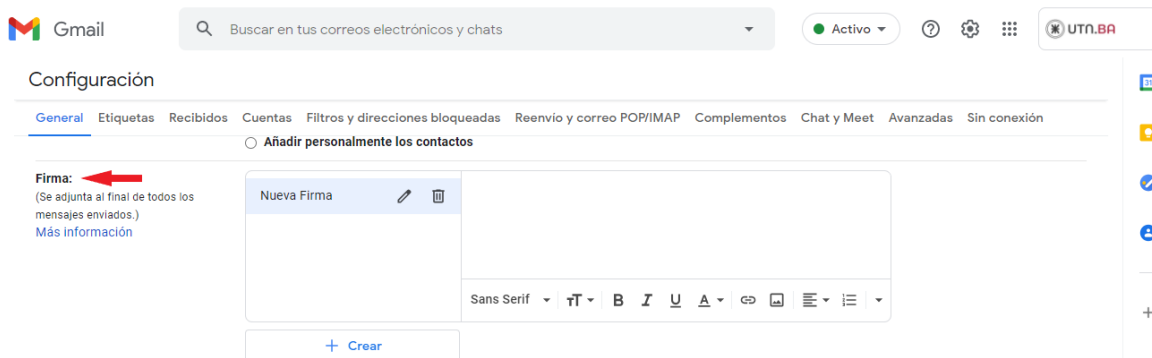 Gmail
Buscar en tus correos electrónicos y chats
Activo
UTN.BA
31
Configuración
General Etiquetas Recibidos Cuentas Filtros y direcciones bloqueadas Reenvío y correo POP/IMAP Complementos Chat y Meet Avanzadas Sin conexión
Añadir personalmente los contactos
Firma:
(Se adjunta al final de todos los
mensajes enviados.)
Más información
Nueva Firma
Sans Serif
B I U A
+ Crear